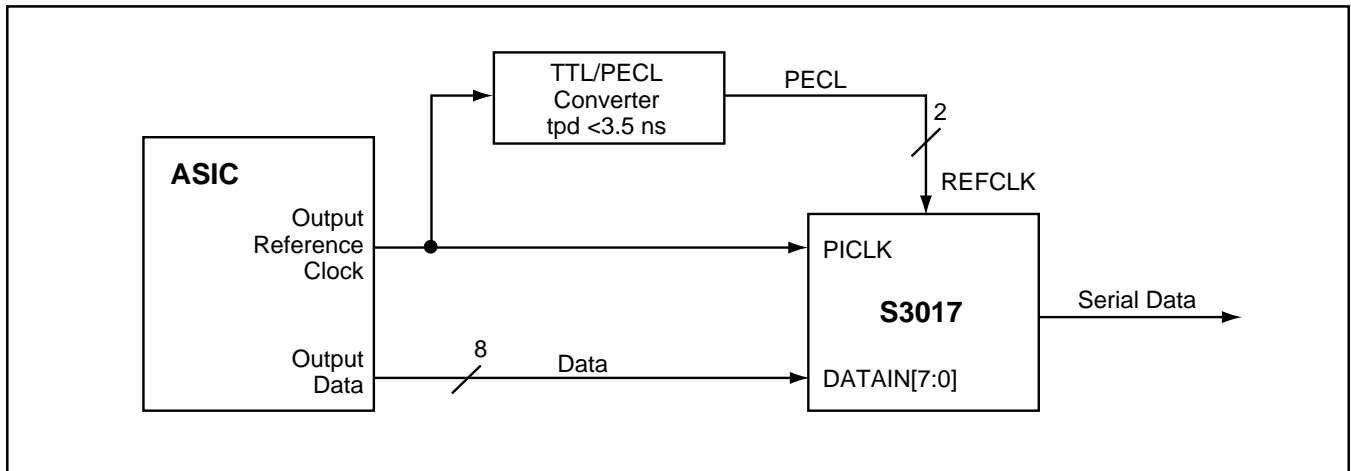 TTL/PECL
Converter
tpd <3.5 ns
PECL
2
REFCLK
ASIC
Output
Reference
Clock
PICLK
S3017
Serial Data
Output
Data
8
Data
DATAIN[7:0]